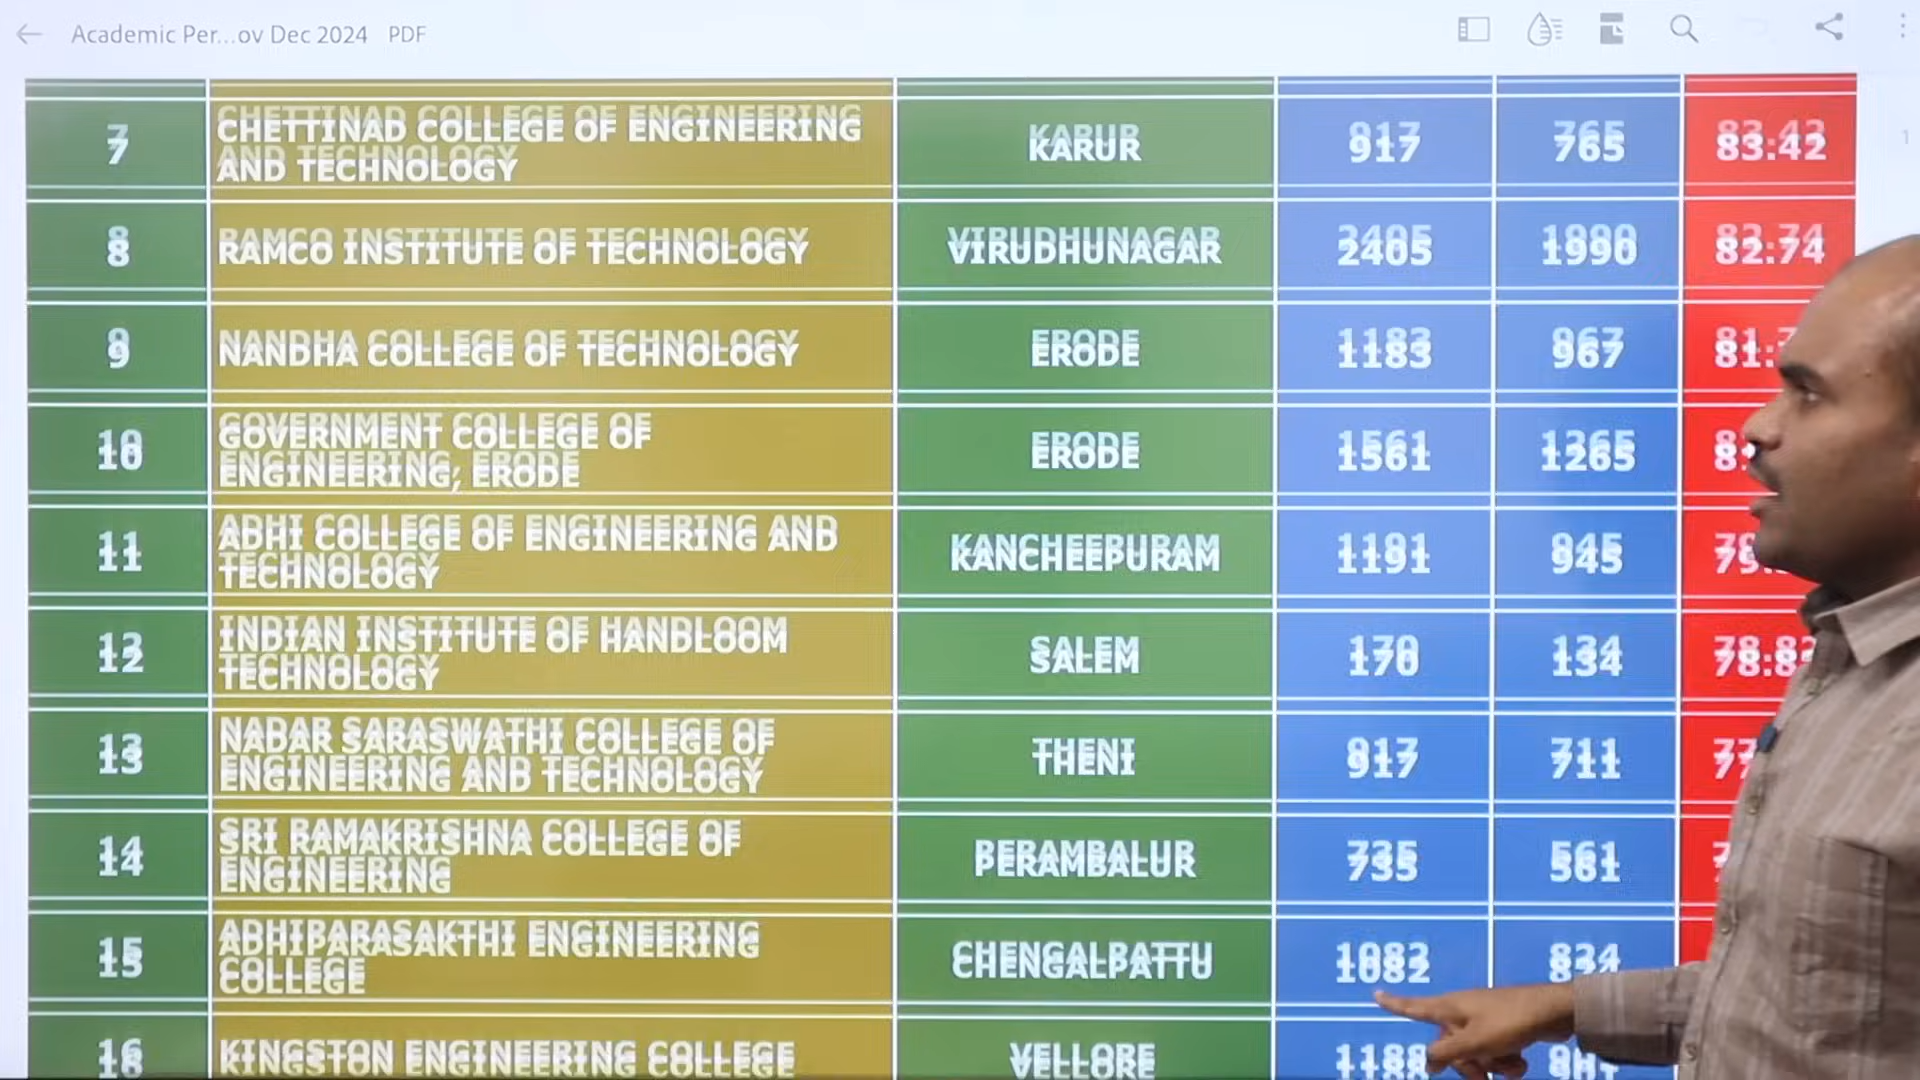 Academic Per...ov Dec 2024 PDF
7 CHETTINAD COLLEGE OF ENGINEERING AND TECHNOLOGY KARUR 917 765 83.42
8 RAMCO INSTITUTE OF TECHNOLOGY VIRUDHUNAGAR 2405 1990 82.74
9 NANDHA COLLEGE OF TECHNOLOGY ERODE 1183 967
10 GOVERNMENT COLLEGE OF ENGINEERING, ERODE ERODE 1561 1265
11 ADHI COLLEGE OF ENGINEERING AND TECHNOLOGY KANCHEEPURAM 1191 945
12 INDIAN INSTITUTE OF HANDLOOM TECHNOLOGY SALEM 170 134 78.82
13 NADAR SARASWATHI COLLEGE OF ENGINEERING AND TECHNOLOGY THENI 917 711
14 SRI RAMAKRISHNA COLLEGE OF ENGINEERING PERAMBALUR 735 561
15 ADHIPARASAKTHI ENGINEERING COLLEGE CHENGALPATTU 1082 824
16 KINGSTON ENGINEERING COLLEGE VELLORE 1188